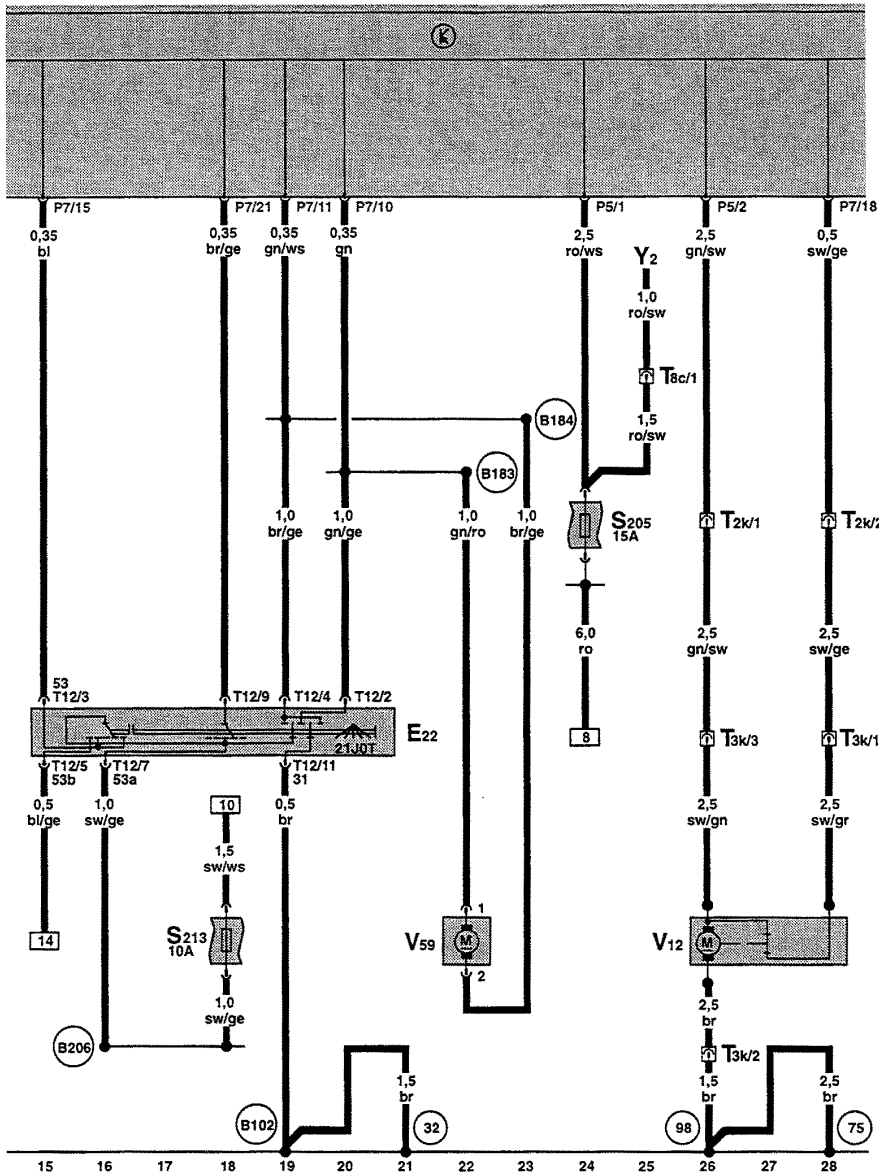 K
P7/15 P7/21 P7/11 P7/10 P5/1 P5/2 P7/18
0,35 0,35 0,35 0,35 2,5 2,5 0,5
bl br/ge gn/ws gn ro/ws gn/sw sw/ge
Y2
1,0
ro/sw
T8c/1
1,5
ro/sw
B184
B183
1,0 1,0 1,0 1,0
br/ge gn/ge gn/ro br/ge
S205
15A
T2k/1 T2k/2
6,0 2,5 2,5
ro gn/sw sw/ge
53
T12/3 T12/9 T12/4 T12/2
21J0T
E22
8
T3k/3 T3k/1
T12/5 T12/7 T12/11
53b 53a 31
0,5 1,0 10 0,5 2,5 2,5
bl/ge sw/ge br sw/gn sw/gr
1,5
sw/ws
14
S213
10A
1
V59 M
2
V12 M
1,0
sw/ge
2,5
br
B206
T3k/2
1,5 1,5 2,5
br br br
B102 32 98 75
15 16 17 18 19 20 21 22 23 24 25 26 27 28